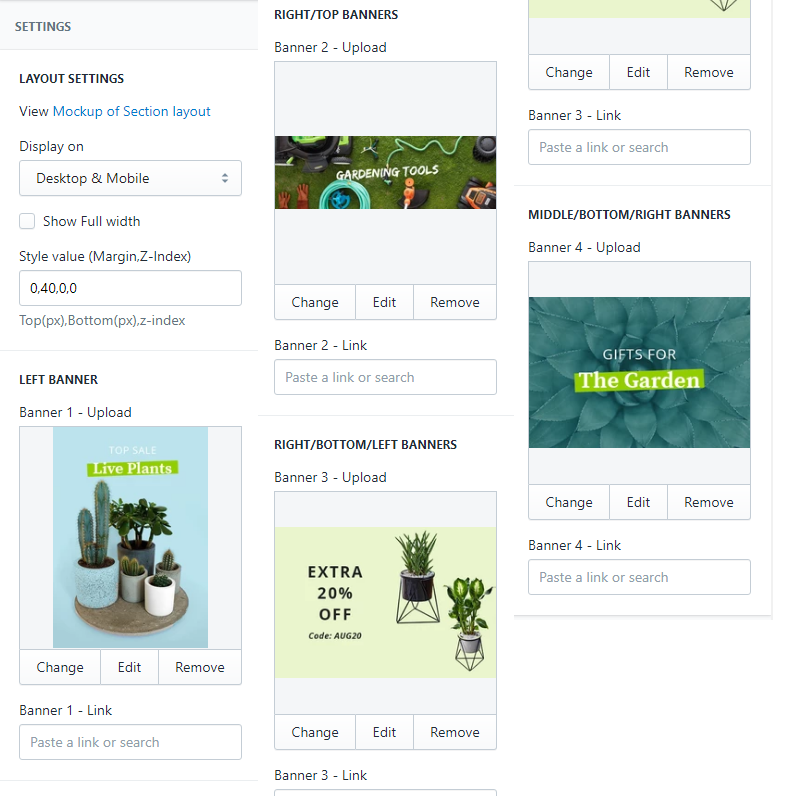 SETTINGS
LAYOUT SETTINGS
View Mockup of Section layout
Display on
Desktop & Mobile
Show Full width
Style value (Margin,Z-Index)
0,40,0,0
Top(px),Bottom(px),z-index
LEFT BANNER
Banner 1 - Upload
TOP SALE
Live Plants
Change Edit Remove
Banner 1 - Link
Paste a link or search
RIGHT/TOP BANNERS
Banner 2 - Upload
GARDENING TOOLS
Change Edit Remove
Banner 2 - Link
Paste a link or search
RIGHT/BOTTOM/LEFT BANNERS
Banner 3 - Upload
EXTRA
20%
OFF
Code: AUG20
Change Edit Remove
Banner 3 - Link
Change Edit Remove
Banner 3 - Link
Paste a link or search
MIDDLE/BOTTOM/RIGHT BANNERS
Banner 4 - Upload
GIFTS FOR
The Garden
Change Edit Remove
Banner 4 - Link
Paste a link or search